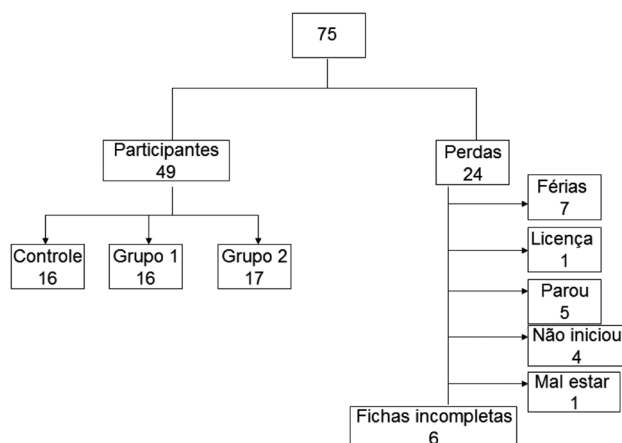 75
Participantes
49
Perdas
24
Controle
16
Grupo 1
16
Grupo 2
17
Férias
7
Licença
1
Parou
5
Não iniciou
4
Mal estar
1
Fichas incompletas
6